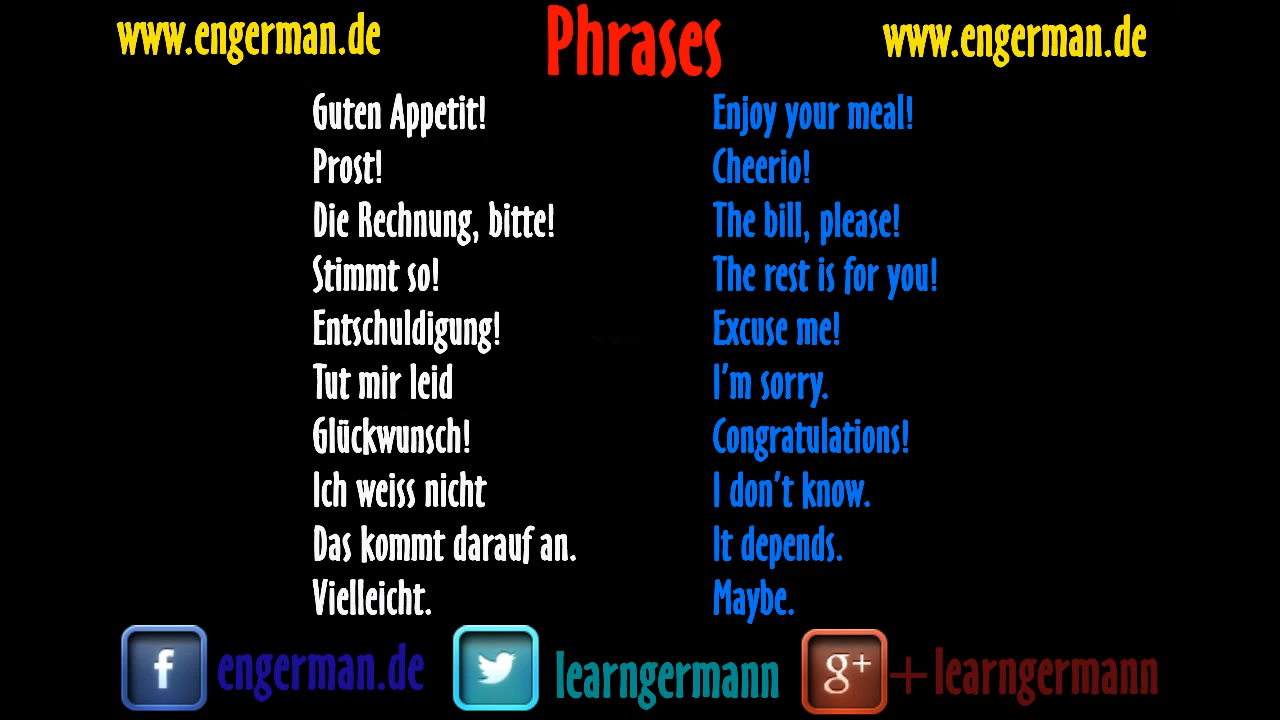 www.engerman.de Phrases www.engerman.de
Guten Appetit! Enjoy your meal!
Prost! Cheerio!
Die Rechnung, bitte! The bill, please!
Stimmt so! The rest is for you!
Entschuldigung! Excuse me!
Tut mir leid I'm sorry.
Glückwunsch! Congratulations!
Ich weiss nicht I don't know.
Das kommt darauf an. It depends.
Vielleicht. Maybe.
f engerman.de learngermann g+ +learngermann